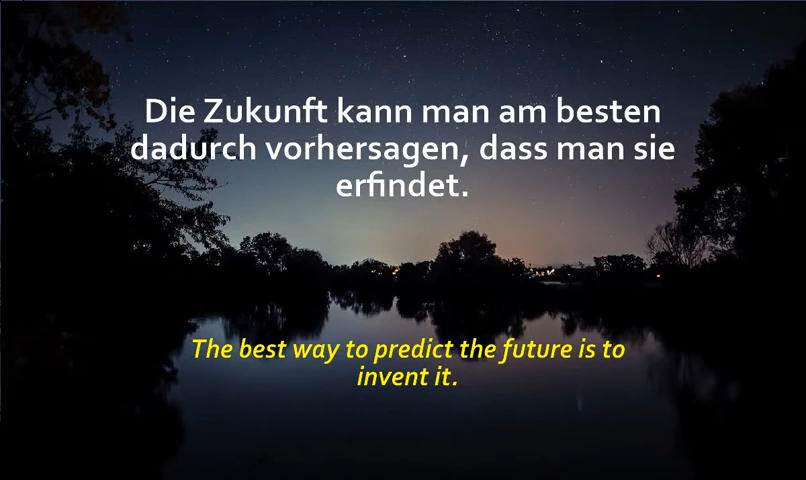 Die Zukunft kann man am besten
dadurch vorhersagen, dass man sie
erfindet.
The best way to predict the future is to
invent it.